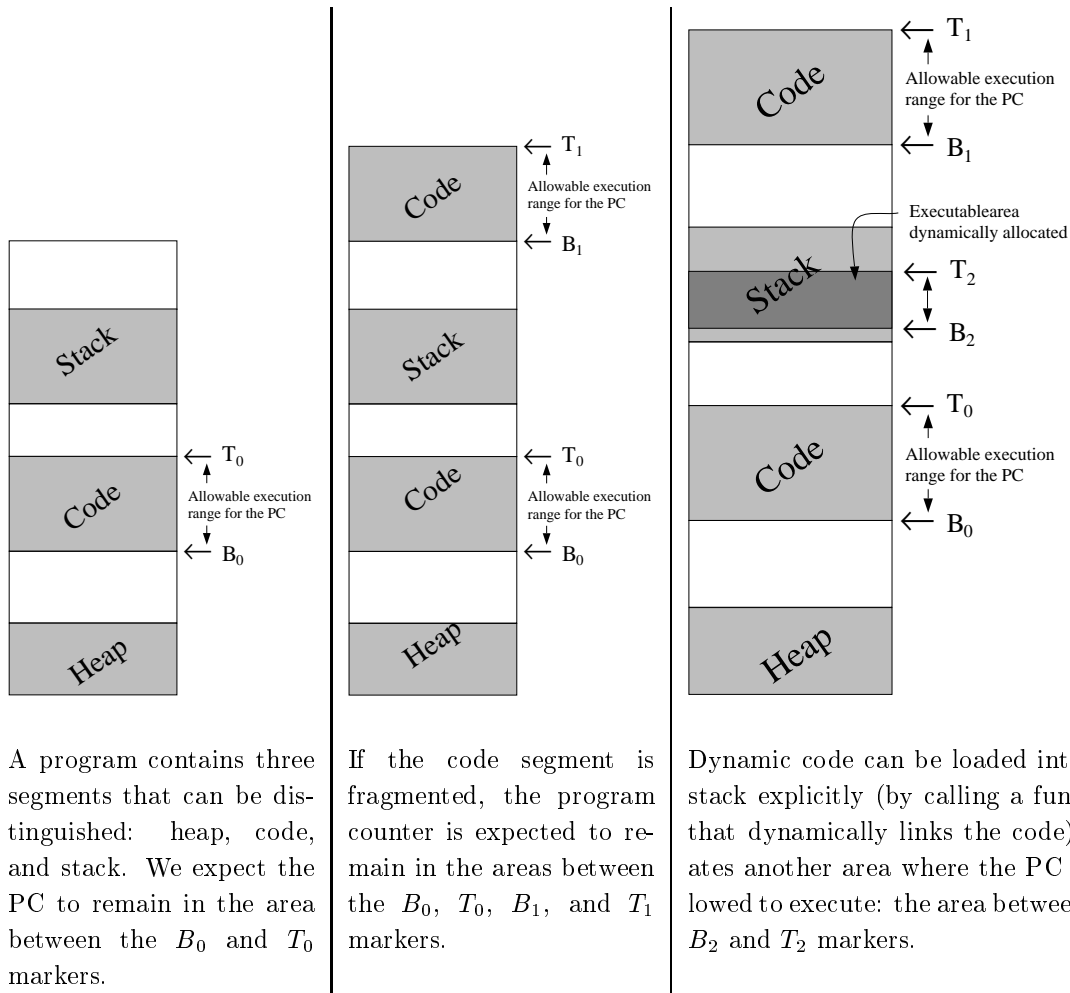 Stack
T0
Code
Allowable execution
range for the PC
B0
Heap
A program contains three
segments that can be dis-
tinguished: heap, code,
and stack. We expect the
PC to remain in the area
between the B0 and T0
markers.
T1
Code
Allowable execution
range for the PC
B1
Stack
T0
Code
Allowable execution
range for the PC
B0
Heap
If the code segment is
fragmented, the program
counter is expected to re-
main in the areas between
the B0, T0, B1, and T1
markers.
T1
Code
Allowable execution
range for the PC
B1
Executablearea
dynamically allocated
Stack
T2
B2
T0
Code
Allowable execution
range for the PC
B0
Heap
Dynamic code can be loaded int
stack explicitly (by calling a fun
that dynamically links the code)
ates another area where the PC
lowed to execute: the area betwe
B2 and T2 markers.